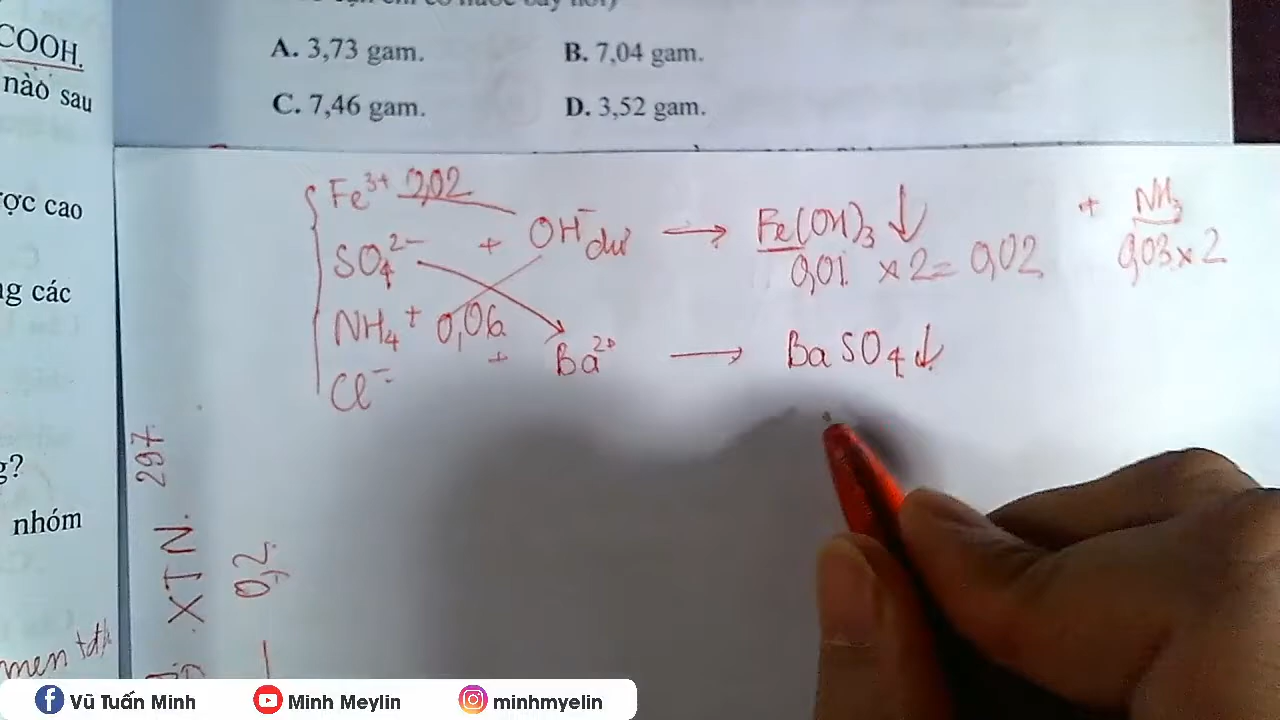 COOH.
nào sau
ợc cao
ng các
g?
nhóm
A. 3,73 gam.
B. 7,04 gam.
C. 7,46 gam.
D. 3,52 gam.
Fe³⁺ 0,02
SO₄²⁻ + OH⁻ dư → Fe(OH)₃ ↓ + NH₃
0,01 × 2 = 0,02 0,03 × 2
NH₄⁺ 0,06
+ Ba²⁺ → BaSO₄ ↓
Cl⁻
XTN. 297
0,2
men
Vũ Tuấn Minh
Minh Meylin
minhmyelin